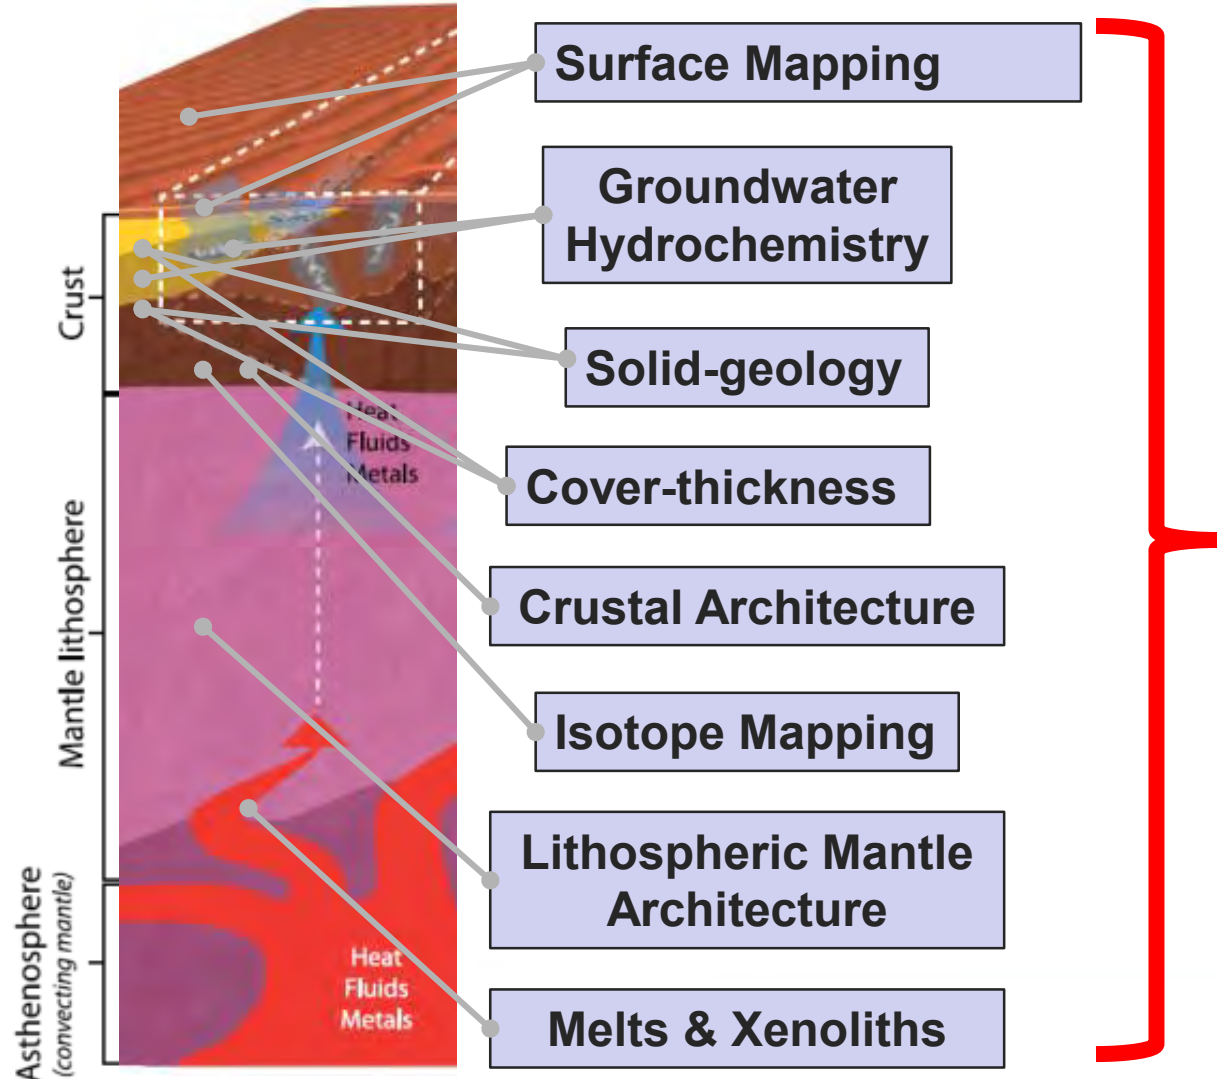 Surface Mapping
Groundwater
Hydrochemistry
Solid-geology
Cover-thickness
Crustal Architecture
Isotope Mapping
Lithospheric Mantle
Architecture
Melts & Xenoliths
Crust
Mantle lithosphere
Asthenosphere
(convecting mantle)
Heat
Fluids
Metals
Heat
Fluids
Metals